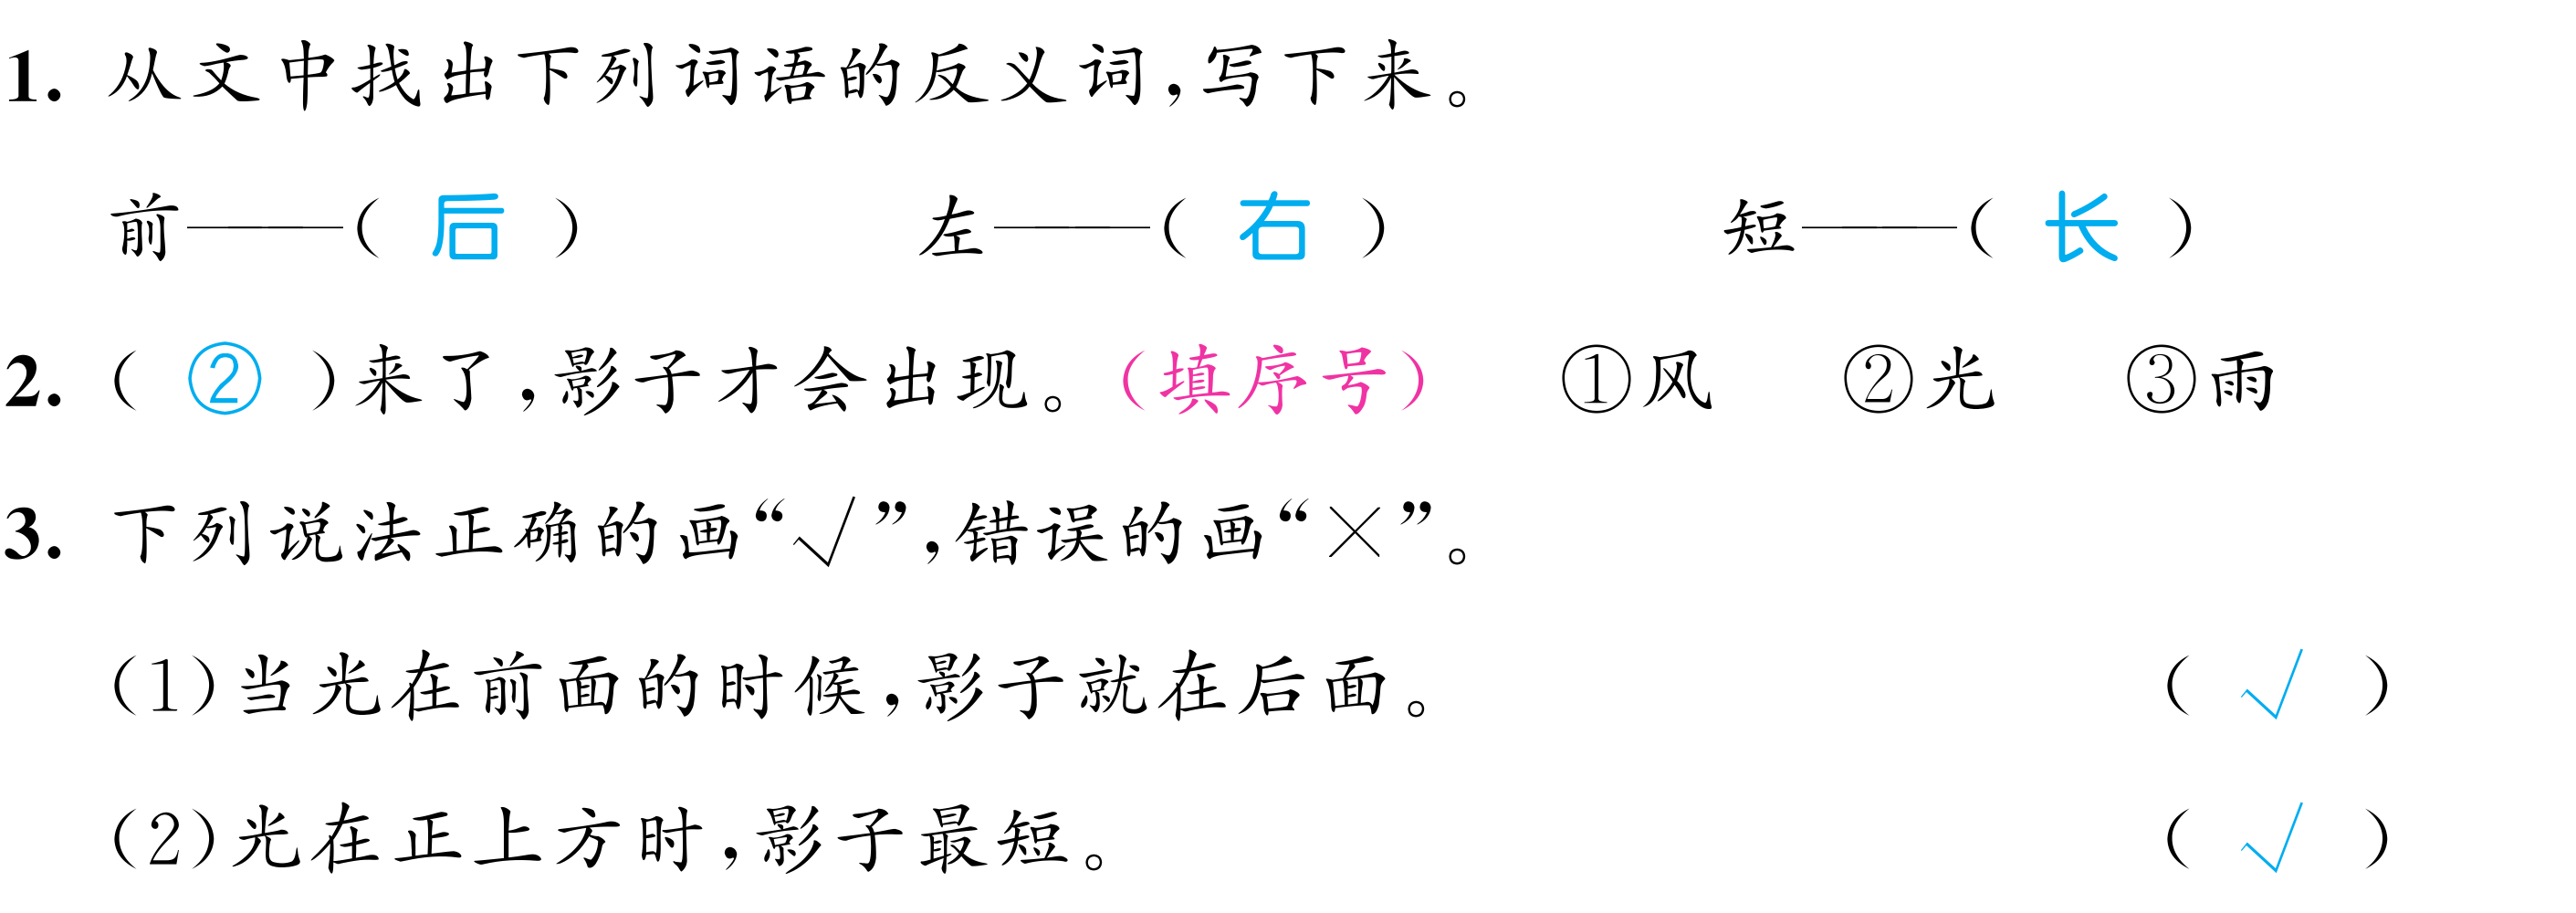 1. 从文中找出下列词语的反义词,写下来。
前——( 后 ) 左——( 右 ) 短——( 长 )
2. ( ② )来了,影子才会出现。(填序号) ①风 ②光 ③雨
3. 下列说法正确的画“√”,错误的画“×”。
(1)当光在前面的时候,影子就在后面。 ( √ )
(2)光在正上方时,影子最短。 ( √ )